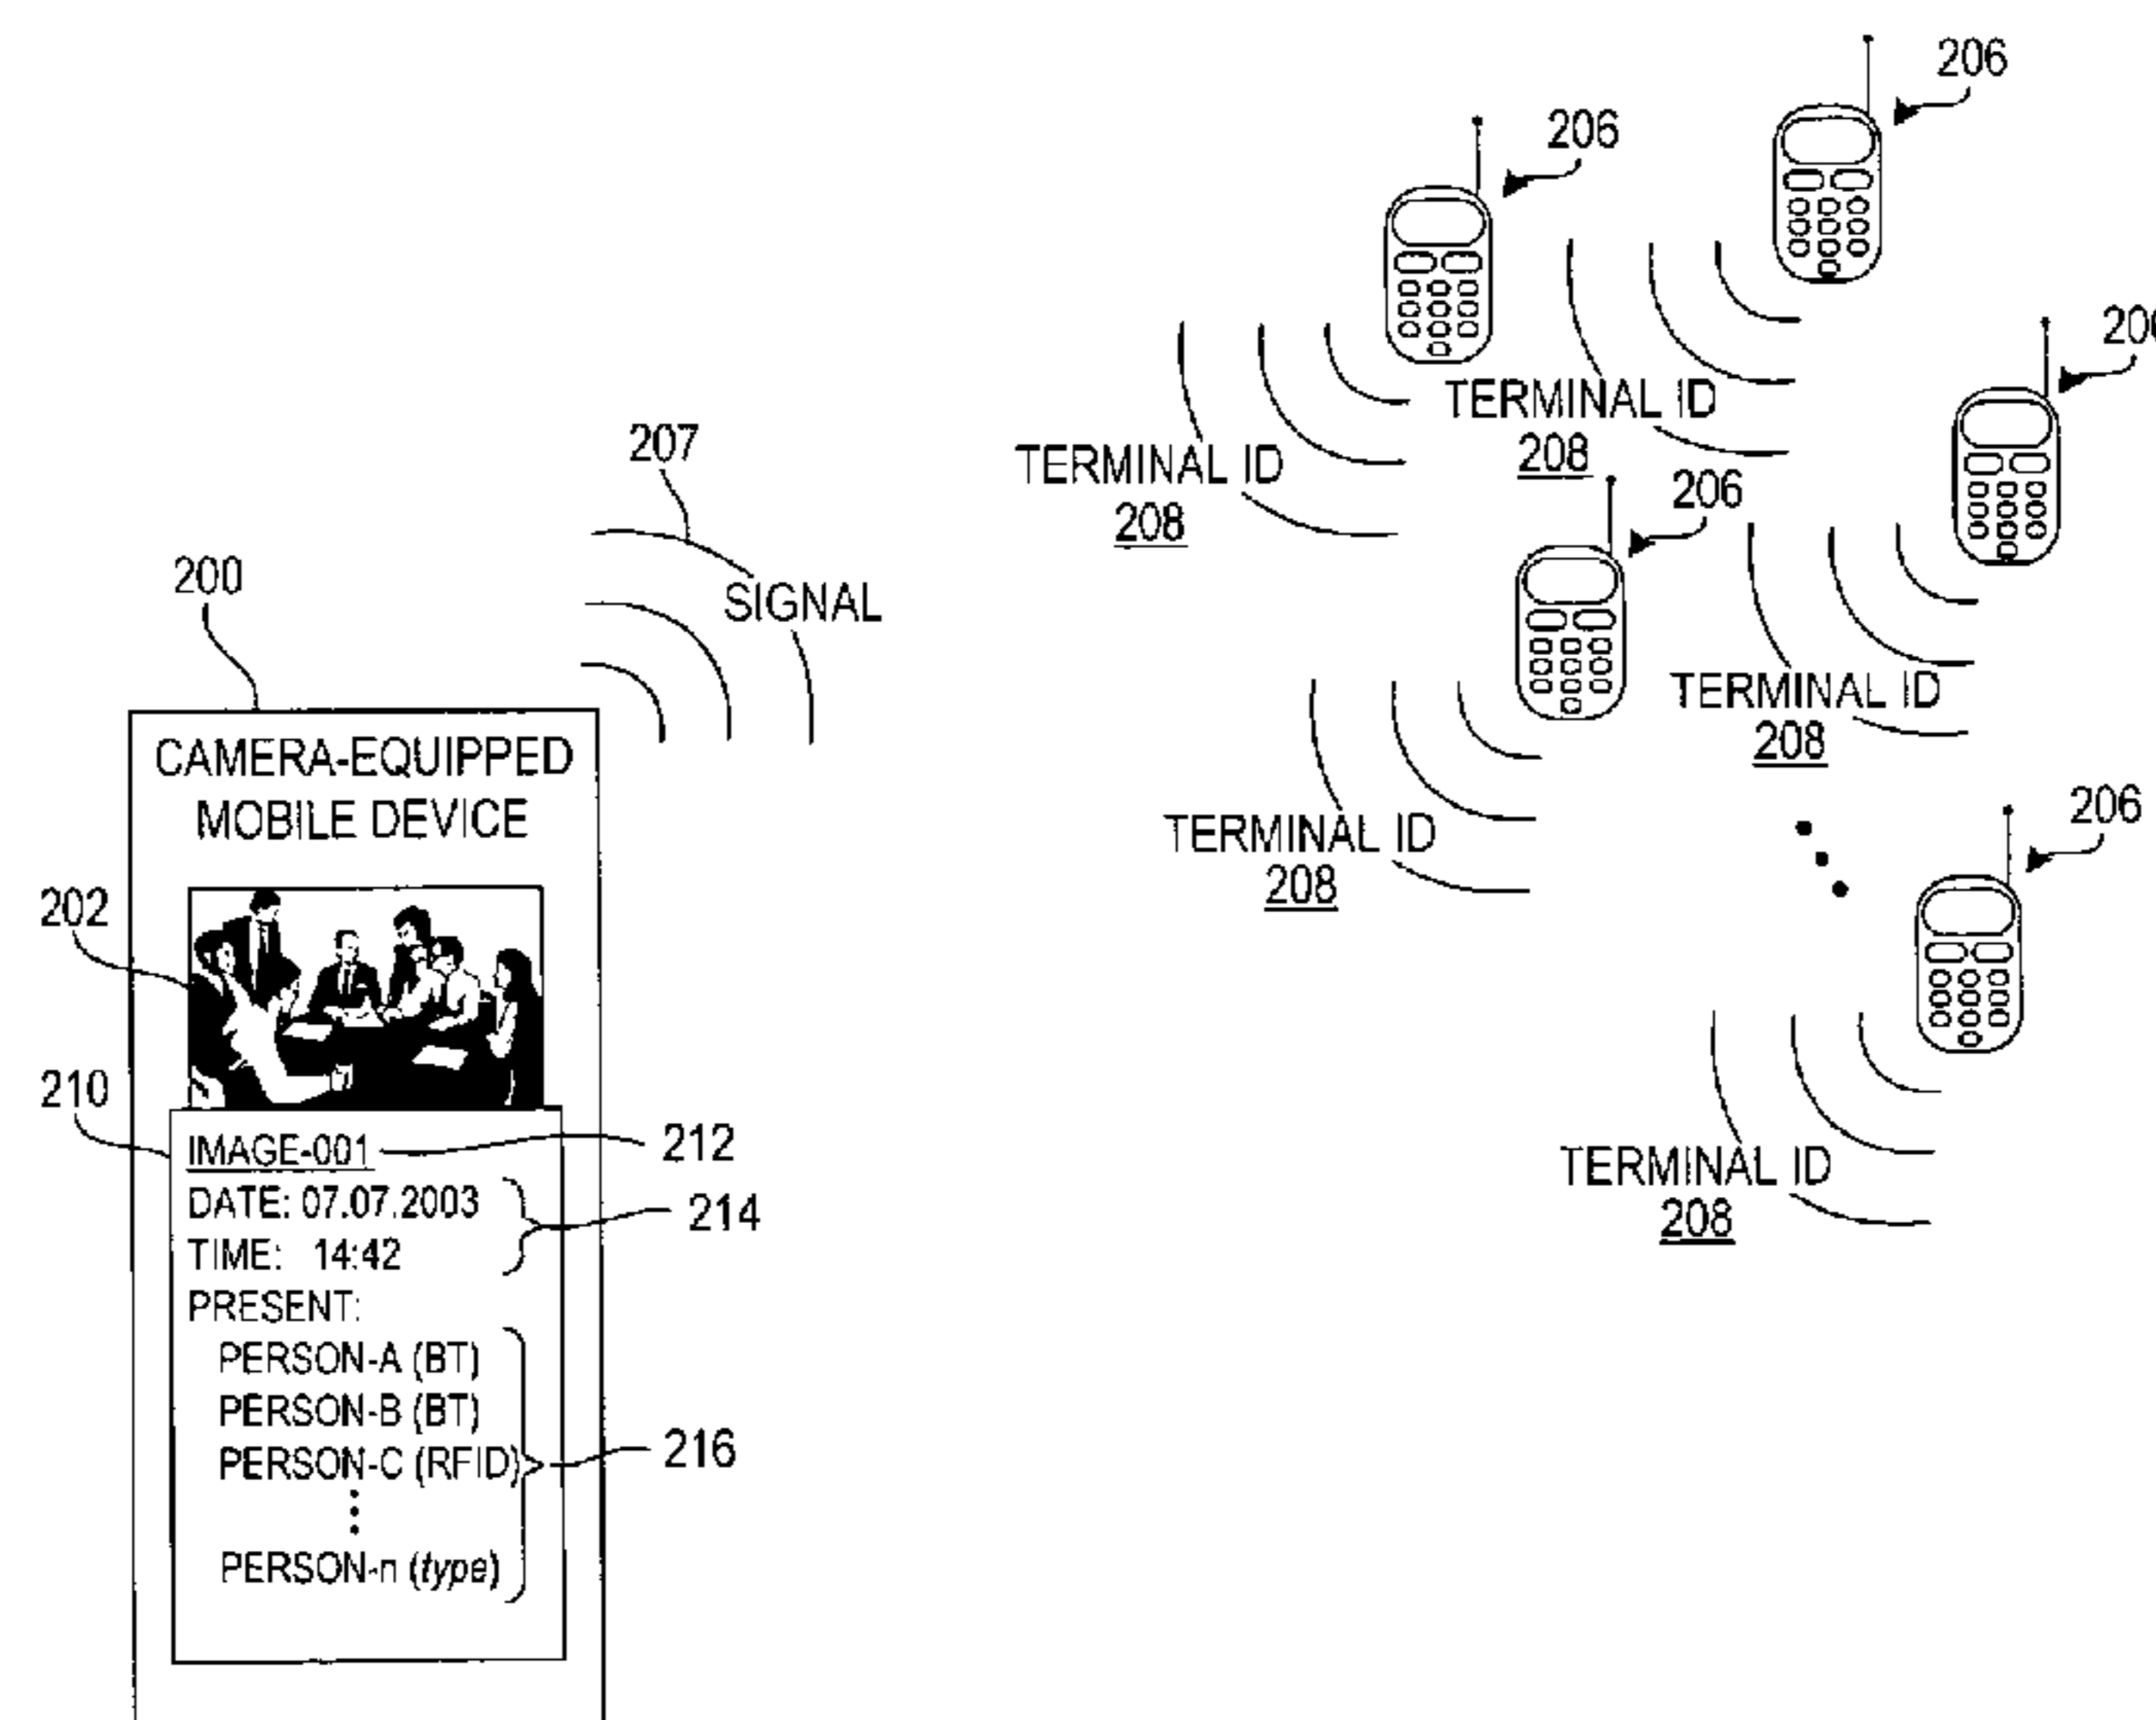 206
206
206
TERMINAL ID
208
TERMINAL ID
208
207
SIGNAL
206
200
TERMINAL ID
208
CAMERA-EQUIPPED
MOBILE DEVICE
TERMINAL ID
208
206
202
210
IMAGE-001
212
DATE: 07.07.2003
214
TIME: 14:42
PRESENT:
TERMINAL ID
208
PERSON-A (BT)
PERSON-B (BT)
PERSON-C (RFID)
216
PERSON-n (type)